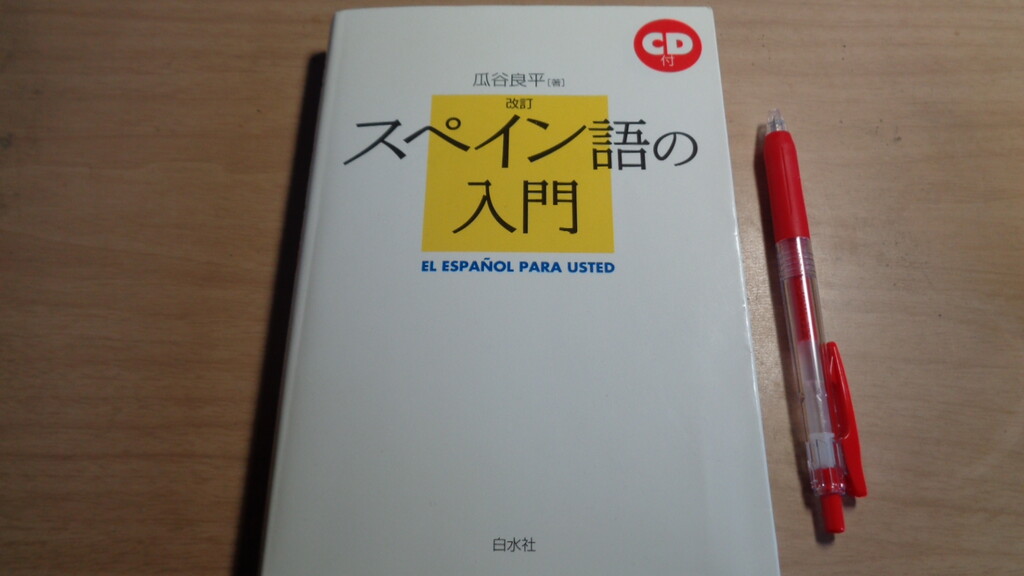 CD
付
瓜谷良平[著]
改訂
スペイン語の
入門
EL ESPAÑOL PARA USTED
白水社